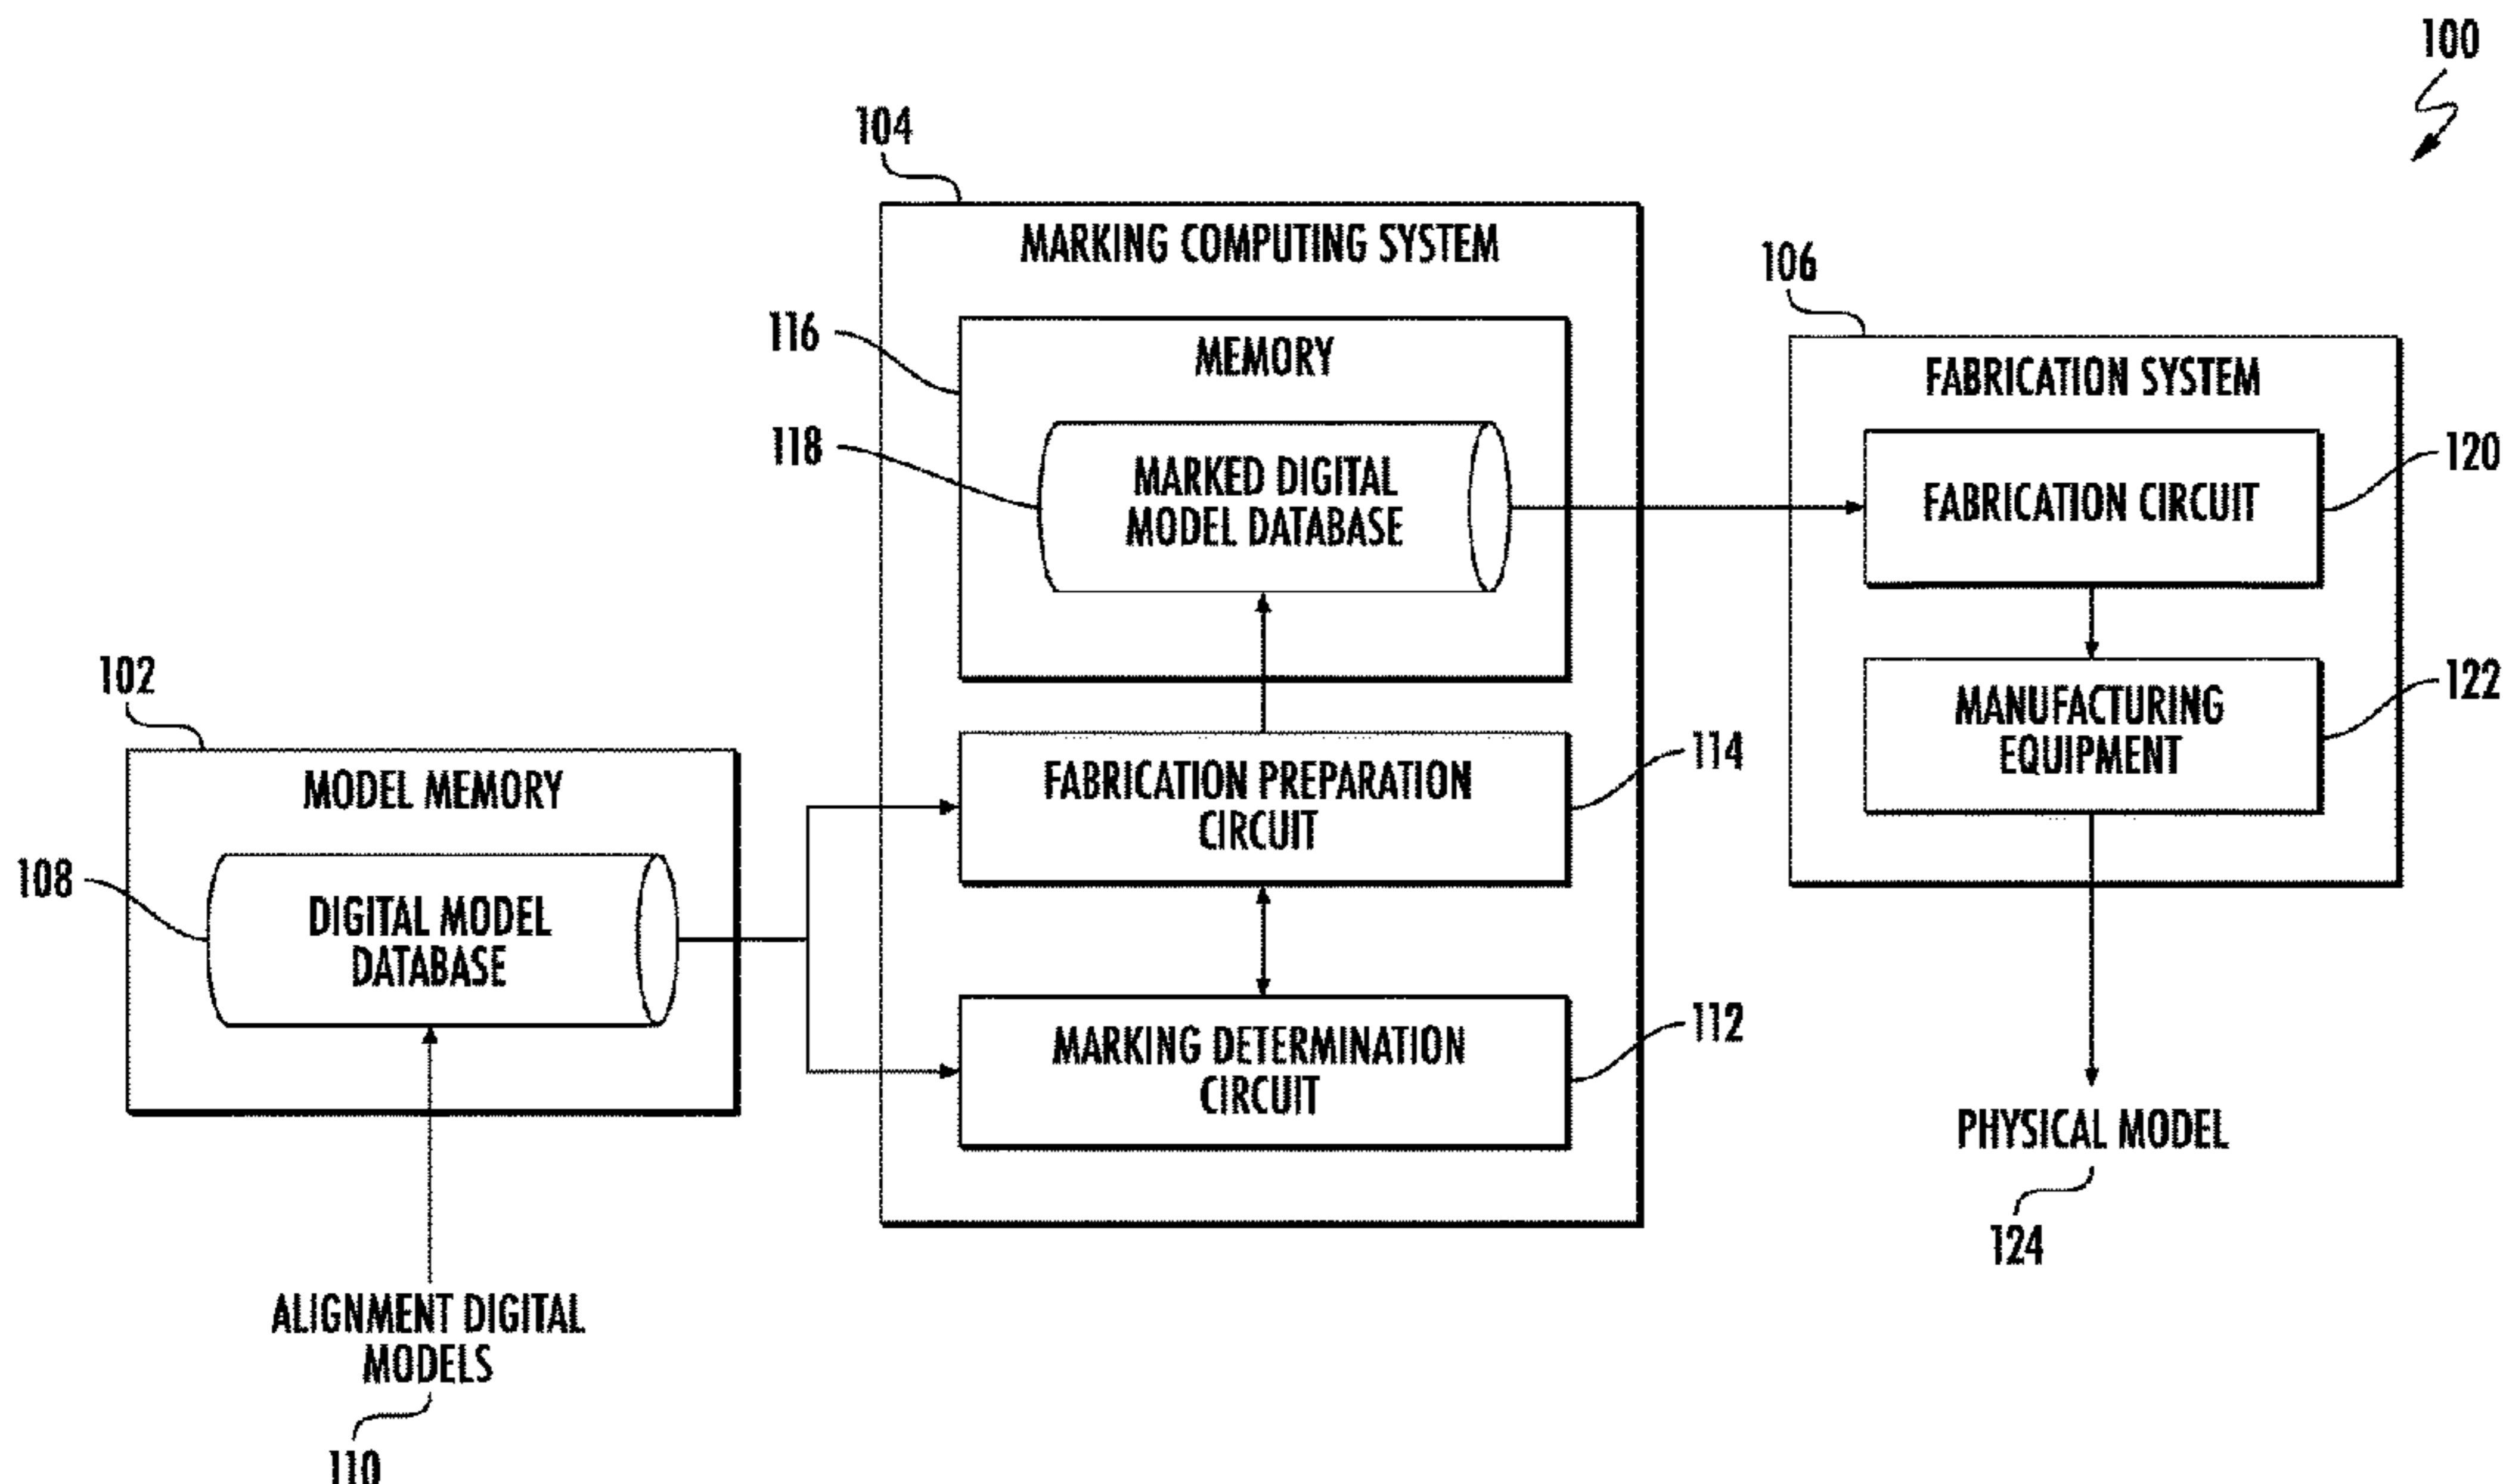 100
104
MARKING COMPUTING SYSTEM
106
116
MEMORY
FABRICATION SYSTEM
118
MARKED DIGITAL
MODEL DATABASE
120
FABRICATION CIRCUIT
102
122
MANUFACTURING
EQUIPMENT
114
FABRICATION PREPARATION
CIRCUIT
MODEL MEMORY
108
DIGITAL MODEL
DATABASE
112
MARKING DETERMINATION
CIRCUIT
PHYSICAL MODEL
124
ALIGNMENT DIGITAL
MODELS
110